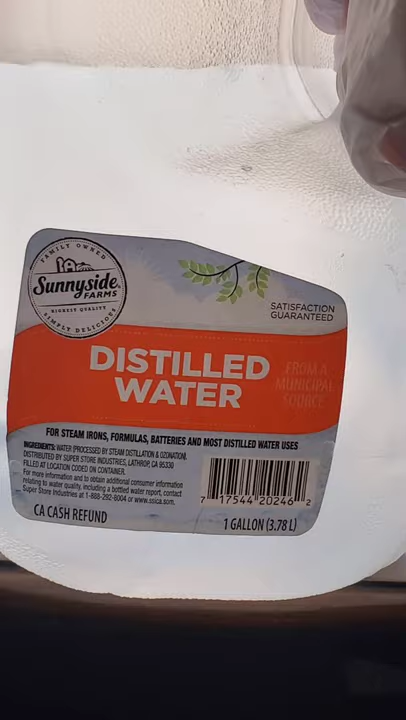 FAMILY OWNED
Sunnyside
FARMS
HIGHEST QUALITY
SIMPLY DELICIOUS
SATISFACTION
GUARANTEED
DISTILLED
WATER
FROM A
MUNICIPAL
SOURCE
FOR STEAM IRONS, FORMULAS, BATTERIES AND MOST DISTILLED WATER USES
INGREDIENTS: WATER (PROCESSED BY STEAM DISTILLATION & OZONATION).
DISTRIBUTED BY SUPER STORE INDUSTRIES, LATHROP, CA 95330
FILLED AT LOCATION CODED ON CONTAINER.
For more information and to obtain additional consumer information
relating to water quality, including a bottled water report, contact
Super Store Industries at 1-888-292-8004 or www.ssica.com.
7 17544 20246 2
CA CASH REFUND
1 GALLON (3.78 L)